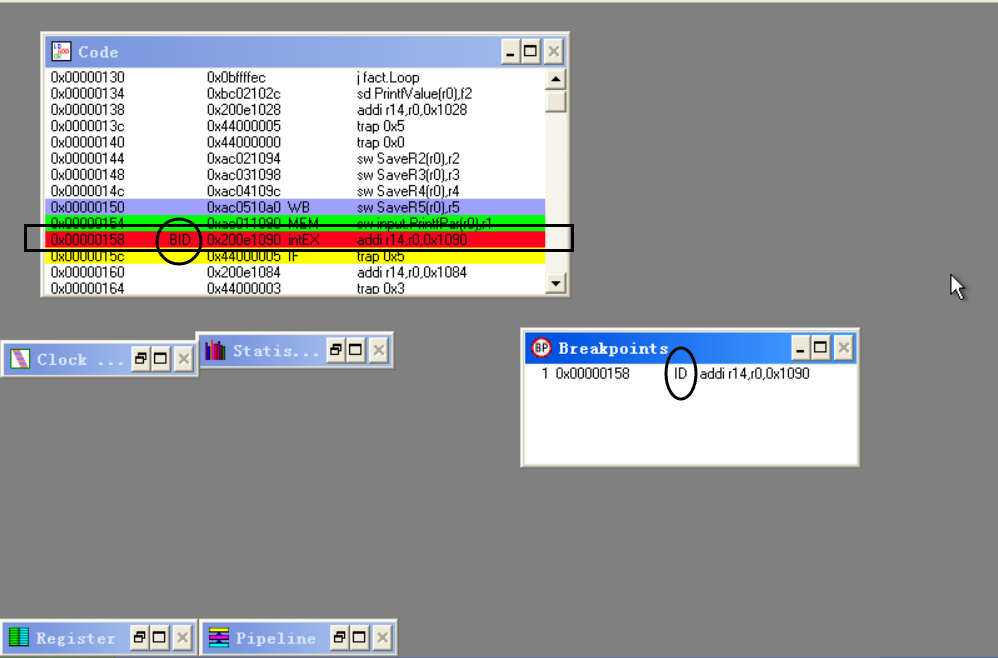 Code
0x00000130 0x0bffffec j fact.Loop
0x00000134 0xbc02102c sd PrintfValue(r0),f2
0x00000138 0x200e1028 addi r14,r0,0x1028
0x0000013c 0x44000005 trap 0x5
0x00000140 0x44000000 trap 0x0
0x00000144 0xac021094 sw SaveR2(r0),r2
0x00000148 0xac031098 sw SaveR3(r0),r3
0x0000014c 0xac04109c sw SaveR4(r0),r4
0x00000150 0xac0510a0 WB sw SaveR5(r0),r5
0x00000154 0xac011090 MEM sw input.PrintfPar(r0),r1
0x00000158 BID 0x200e1090 intEX addi r14,r0,0x1090
0x0000015c 0x44000005 IF trap 0x5
0x00000160 0x200e1084 addi r14,r0,0x1084
0x00000164 0x44000003 trap 0x3
Clock ...
Statis...
BP Breakpoints
1 0x00000158 ID addi r14,r0,0x1090
Register
Pipeline